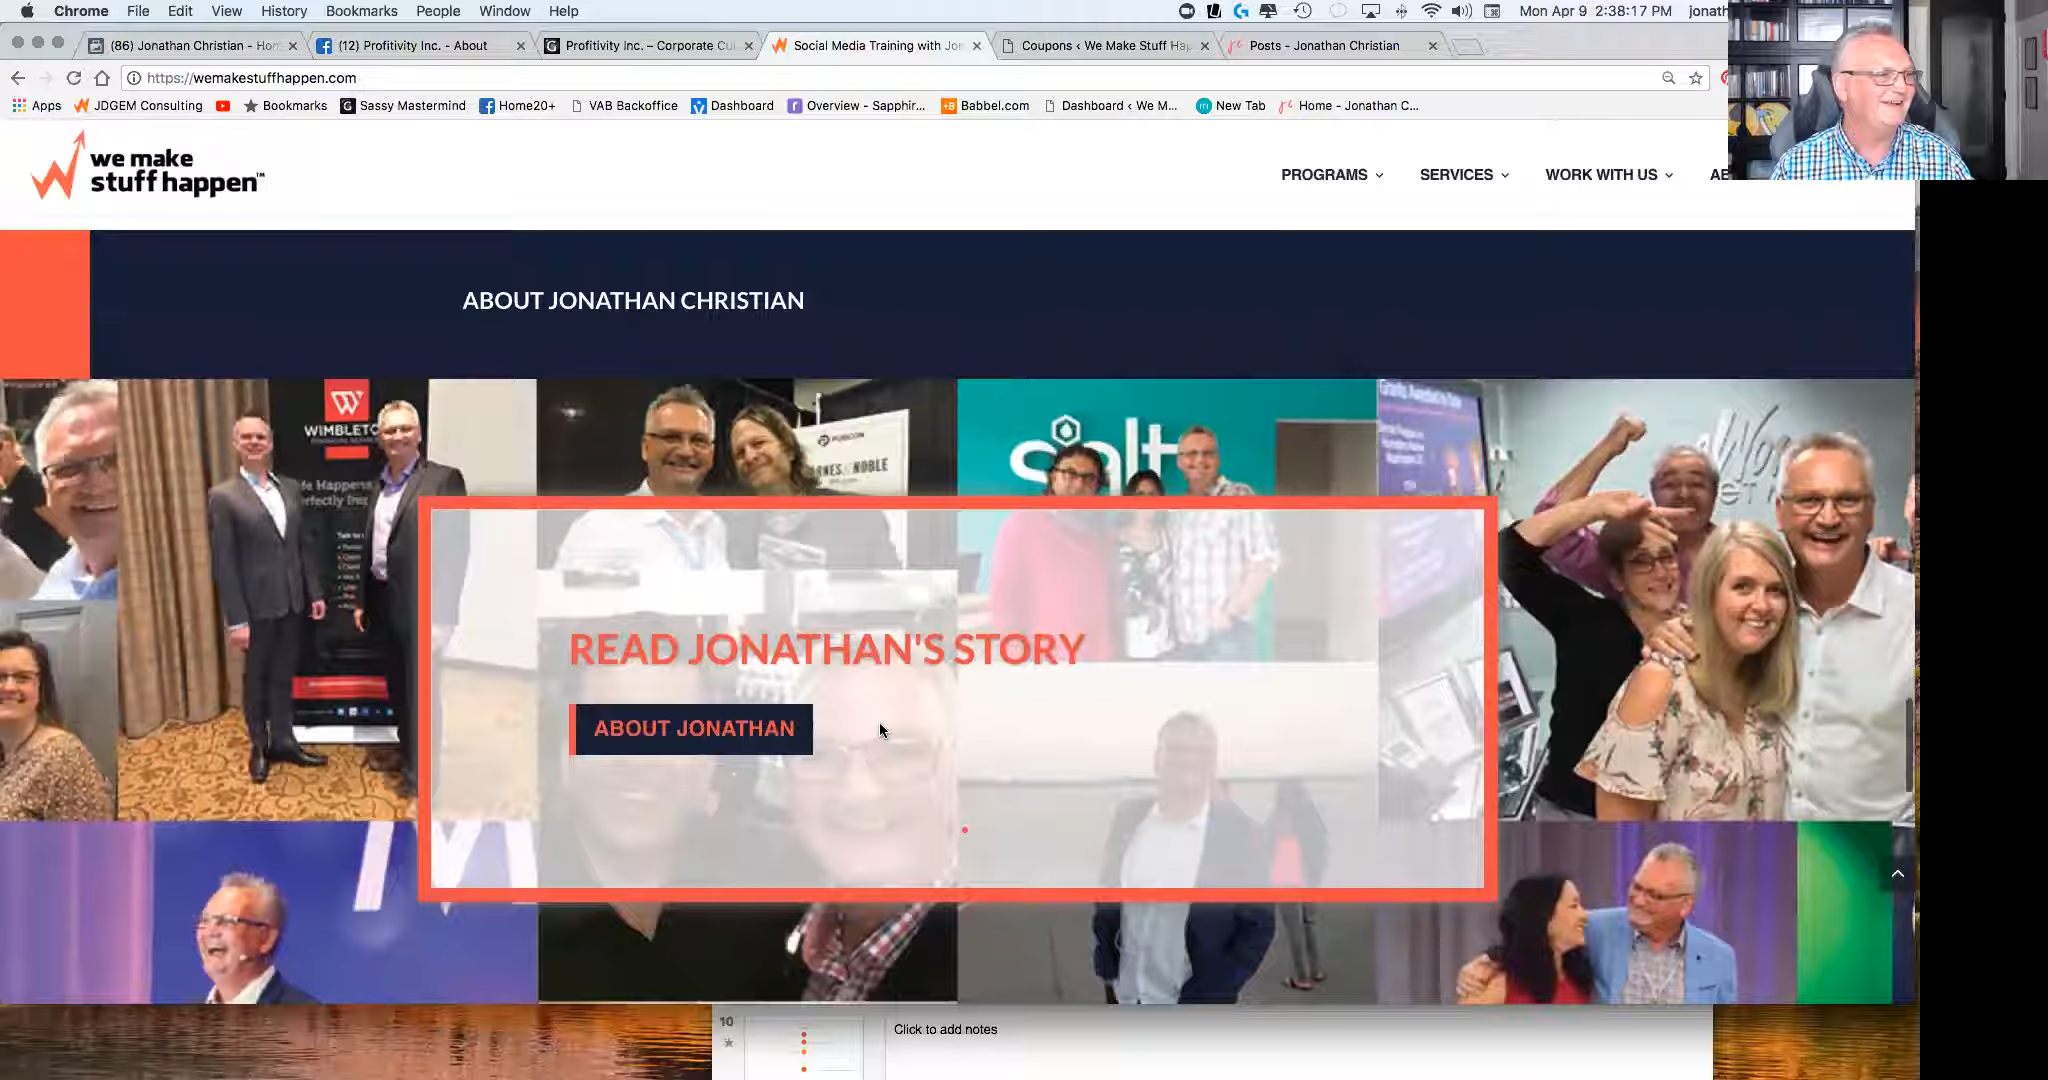 Chrome File Edit View History Bookmarks People Window Help
Mon Apr 9 2:38:17 PM
(86) Jonathan Christian - Hon
(12) Profitivity Inc. - About
Profitivity Inc. – Corporate Cu
Social Media Training with Jon
Coupons ‹ We Make Stuff Ha
Posts - Jonathan Christian
https://wemakestuffhappen.com
Apps
JDGEM Consulting
Bookmarks
Sassy Mastermind
Home20+
VAB Backoffice
Dashboard
Overview - Sapphir...
Babbel.com
Dashboard ‹ We M...
New Tab
Home - Jonathan C...
we make
stuff happen™
PROGRAMS
SERVICES
WORK WITH US
ABOUT JONATHAN CHRISTIAN
salt
READ JONATHAN'S STORY
ABOUT JONATHAN
10
Click to add notes